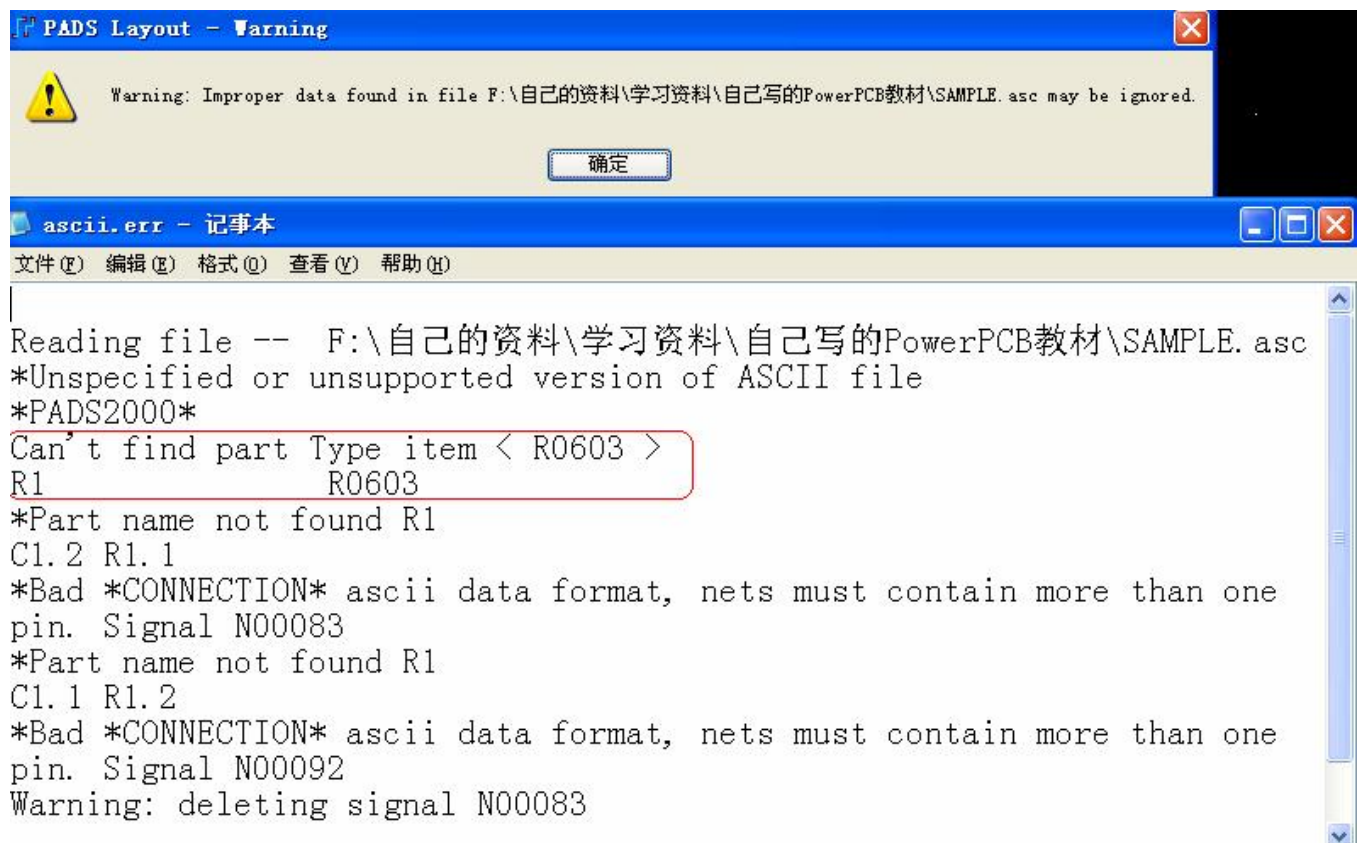 PADS Layout - Warning
Warning: Improper data found in file F:\自己的资料\学习资料\自己写的PowerPCB教材\SAMPLE.asc may be ignored.
确定
ascii.err - 记事本
文件(F) 编辑(E) 格式(O) 查看(V) 帮助(H)
Reading file -- F:\自己的资料\学习资料\自己写的PowerPCB教材\SAMPLE.asc
*Unspecified or unsupported version of ASCII file
*PADS2000*
Can't find part Type item < R0603 >
R1 R0603
*Part name not found R1
C1.2 R1.1
*Bad *CONNECTION* ascii data format, nets must contain more than one
pin. Signal N00083
*Part name not found R1
C1.1 R1.2
*Bad *CONNECTION* ascii data format, nets must contain more than one
pin. Signal N00092
Warning: deleting signal N00083